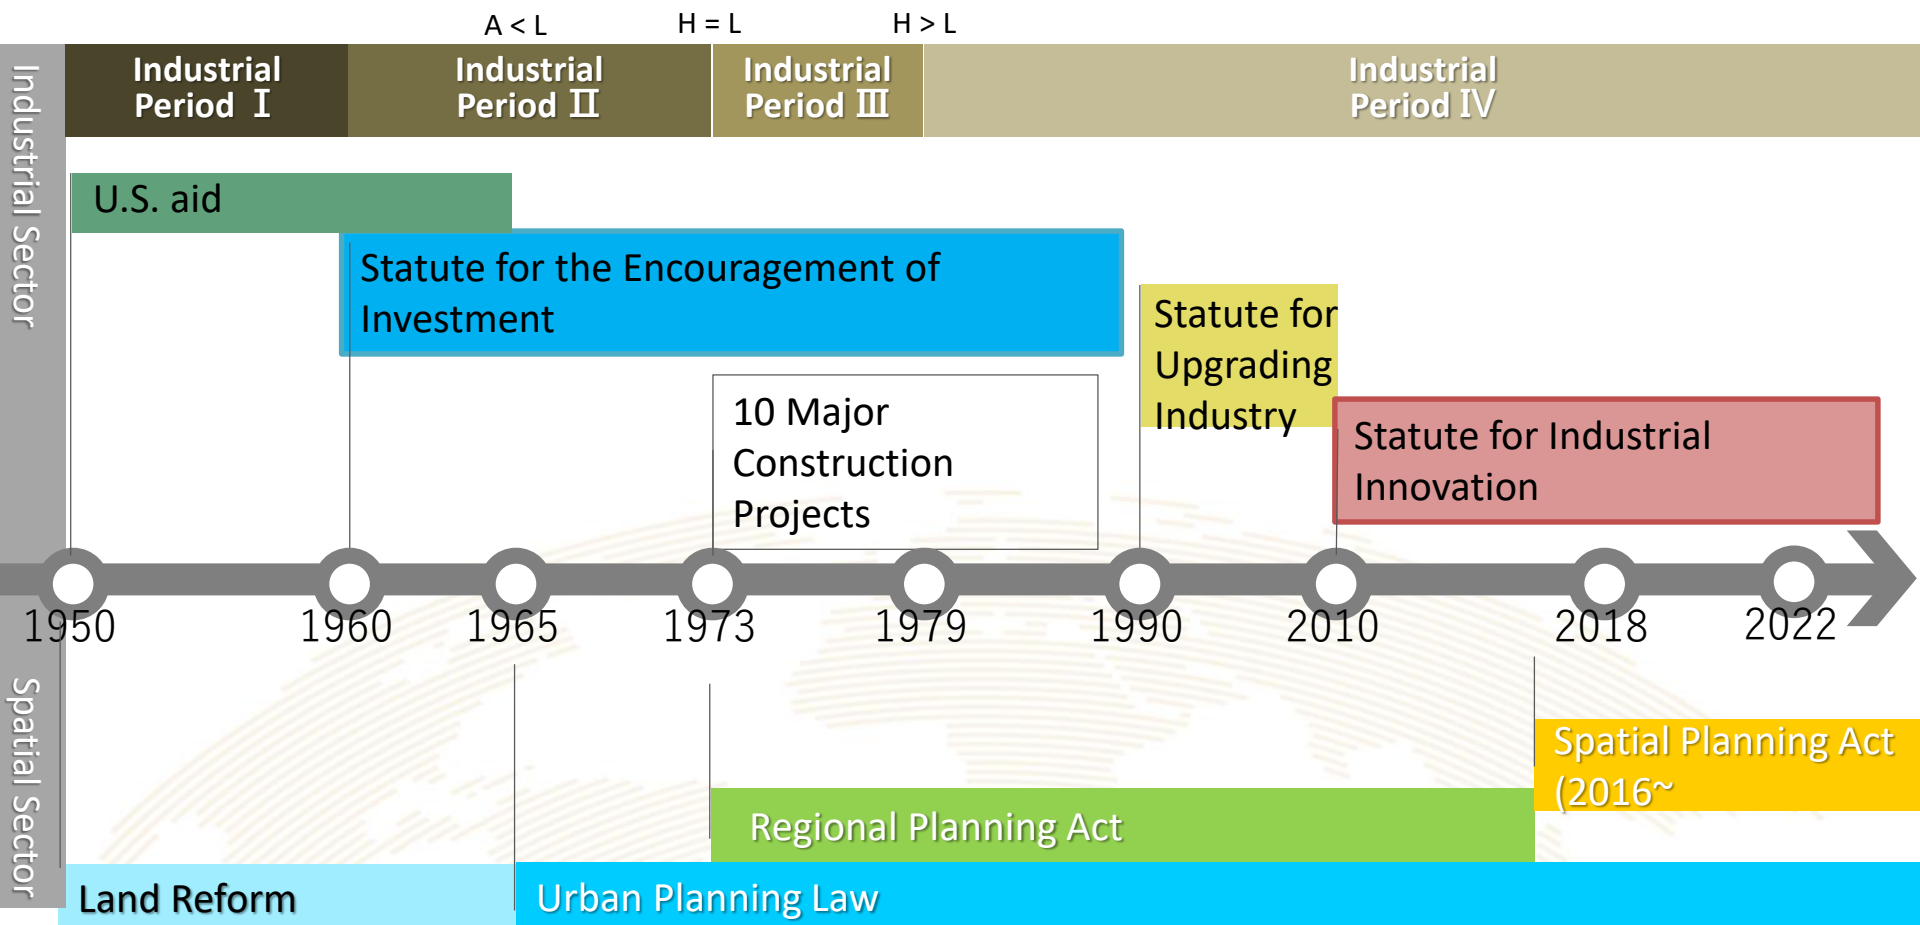 A < L
H = L
H > L
Industrial Sector
Industrial
Period Ⅰ
Industrial
Period Ⅱ
Industrial
Period Ⅲ
Industrial
Period Ⅳ
U.S. aid
Statute for the Encouragement of
Investment
Statute for
Upgrading
Industry
10 Major
Construction
Projects
Statute for Industrial
Innovation
1950
1960
1965
1973
1979
1990
2010
2018
2022
Spatial Sector
Spatial Planning Act
(2016~
Regional Planning Act
Land Reform
Urban Planning Law